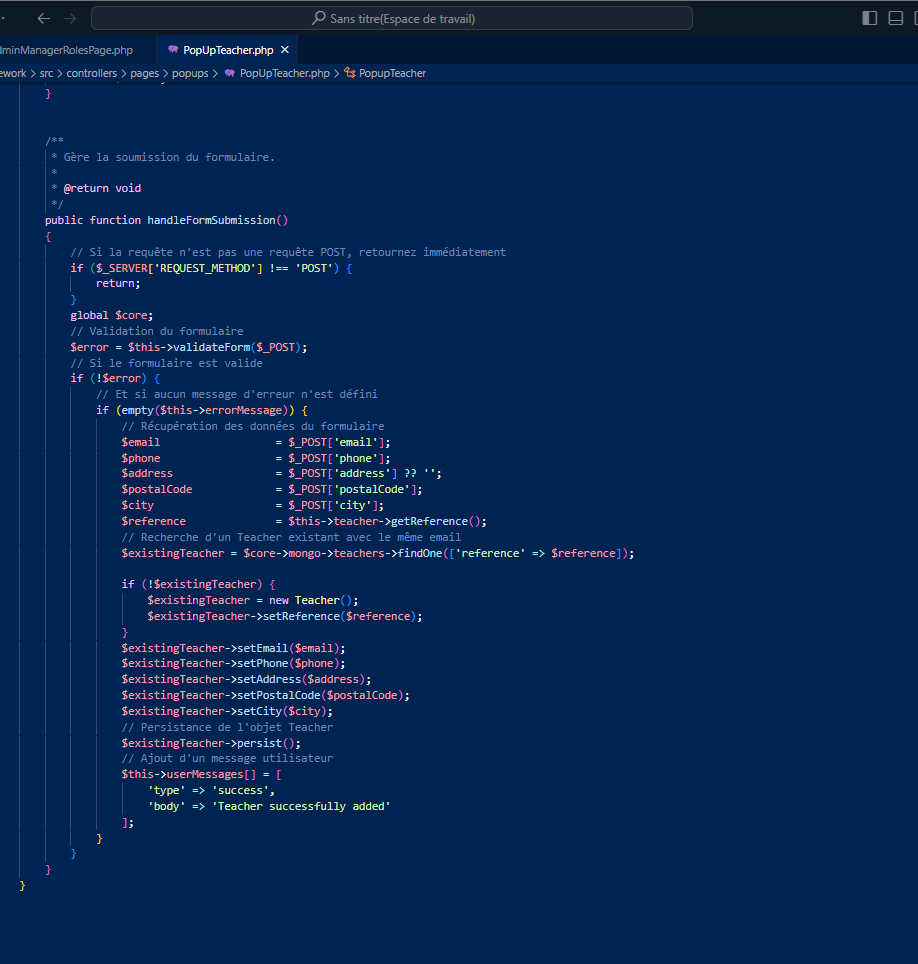 Sans titre(Espace de travail)
dminManagerRolesPage.php PopUpTeacher.php ×
ework > src > controllers > pages > popups > PopUpTeacher.php > PopupTeacher
}
/**
* Gère la soumission du formulaire.
*
* @return void
*/
public function handleFormSubmission()
{
// Si la requête n'est pas une requête POST, retournez immédiatement
if ($_SERVER['REQUEST_METHOD'] !== 'POST') {
return;
}
global $core;
// Validation du formulaire
$error = $this->validateForm($_POST);
// Si le formulaire est valide
if (!$error) {
// Et si aucun message d'erreur n'est défini
if (empty($this->errorMessage)) {
// Récupération des données du formulaire
$email = $_POST['email'];
$phone = $_POST['phone'];
$address = $_POST['address'] ?? '';
$postalCode = $_POST['postalCode'];
$city = $_POST['city'];
$reference = $this->teacher->getReference();
// Recherche d'un Teacher existant avec le même email
$existingTeacher = $core->mongo->teachers->findOne(['reference' => $reference]);
if (!$existingTeacher) {
$existingTeacher = new Teacher();
$existingTeacher->setReference($reference);
}
$existingTeacher->setEmail($email);
$existingTeacher->setPhone($phone);
$existingTeacher->setAddress($address);
$existingTeacher->setPostalCode($postalCode);
$existingTeacher->setCity($city);
// Persistance de l'objet Teacher
$existingTeacher->persist();
// Ajout d'un message utilisateur
$this->userMessages[] = [
'type' => 'success',
'body' => 'Teacher successfully added'
];
}
}
}
}